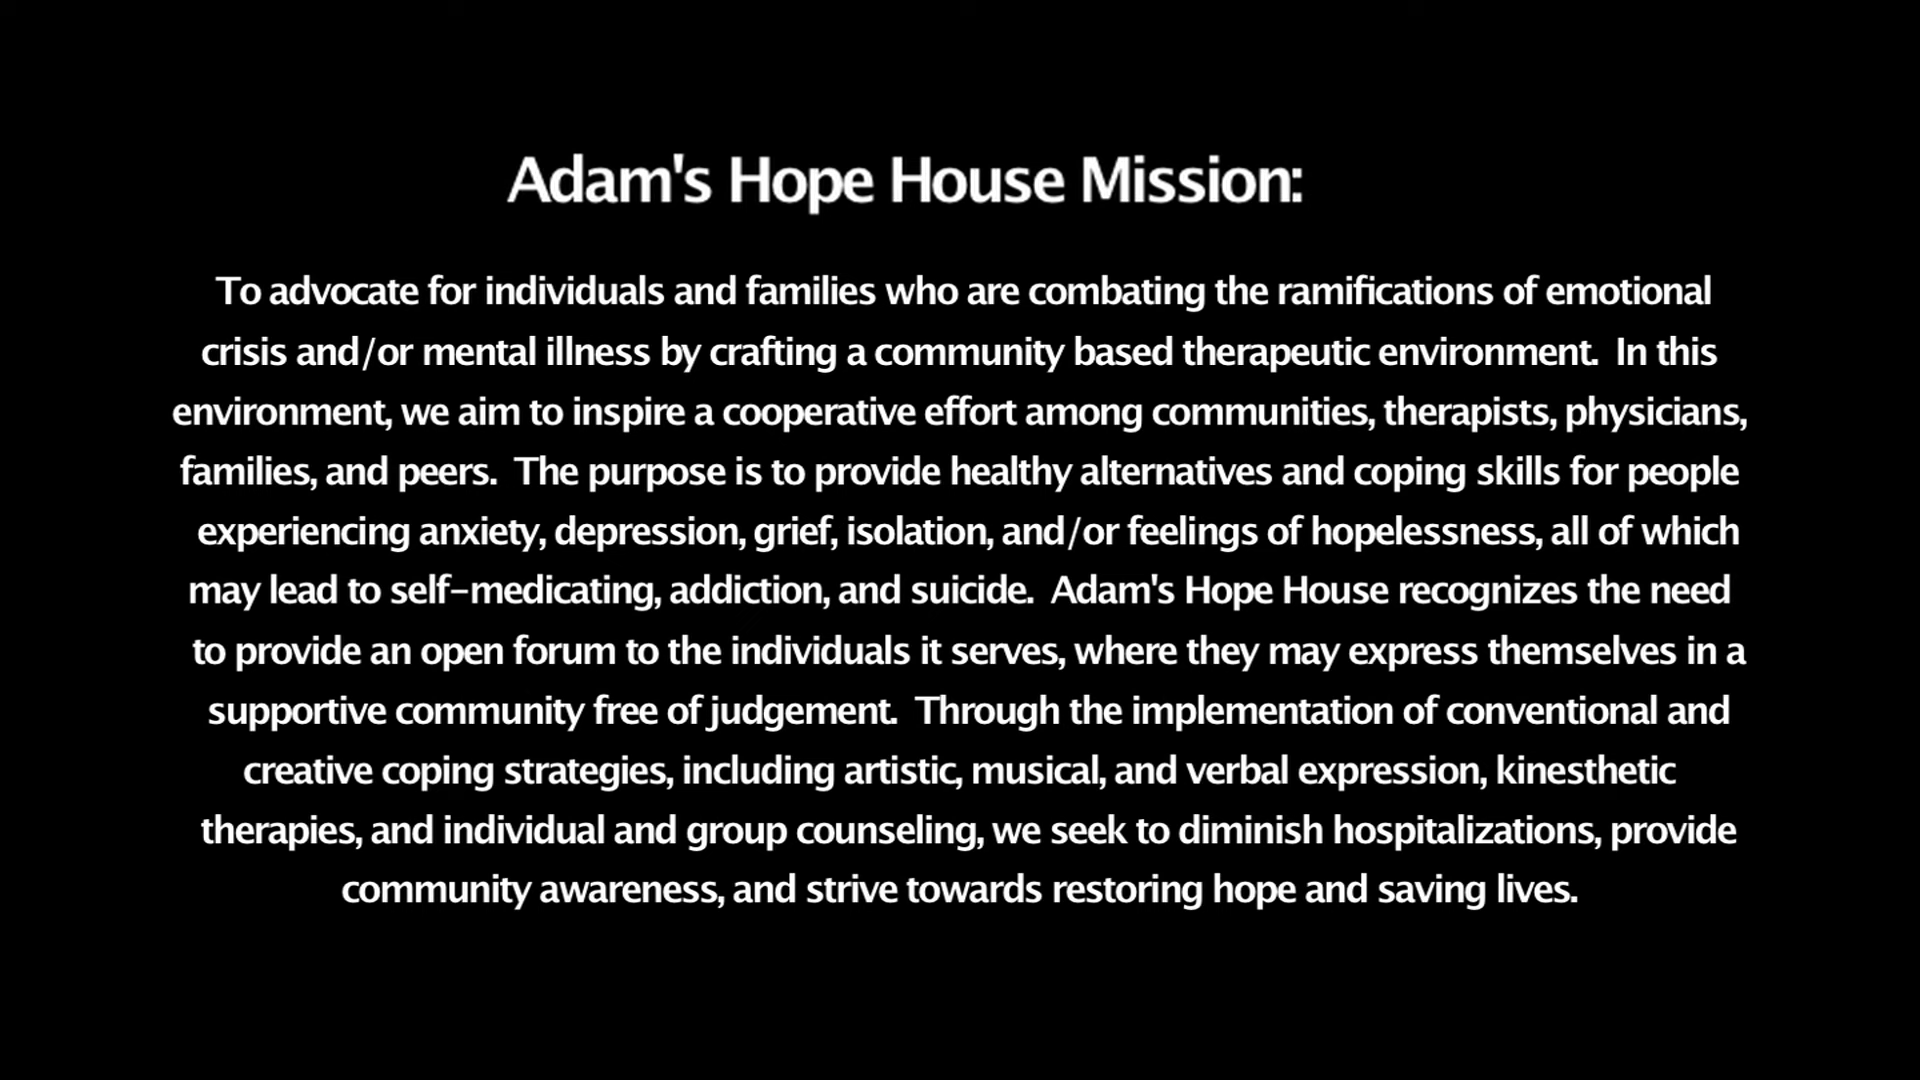 Adam's Hope House Mission:
To advocate for individuals and families who are combating the ramifications of emotional
crisis and/or mental illness by crafting a community based therapeutic environment.  In this
environment, we aim to inspire a cooperative effort among communities, therapists, physicians,
families, and peers.  The purpose is to provide healthy alternatives and coping skills for people
experiencing anxiety, depression, grief, isolation, and/or feelings of hopelessness, all of which
may lead to self-medicating, addiction, and suicide.  Adam's Hope House recognizes the need
to provide an open forum to the individuals it serves, where they may express themselves in a
supportive community free of judgement.  Through the implementation of conventional and
creative coping strategies, including artistic, musical, and verbal expression, kinesthetic
therapies, and individual and group counseling, we seek to diminish hospitalizations, provide
community awareness, and strive towards restoring hope and saving lives.